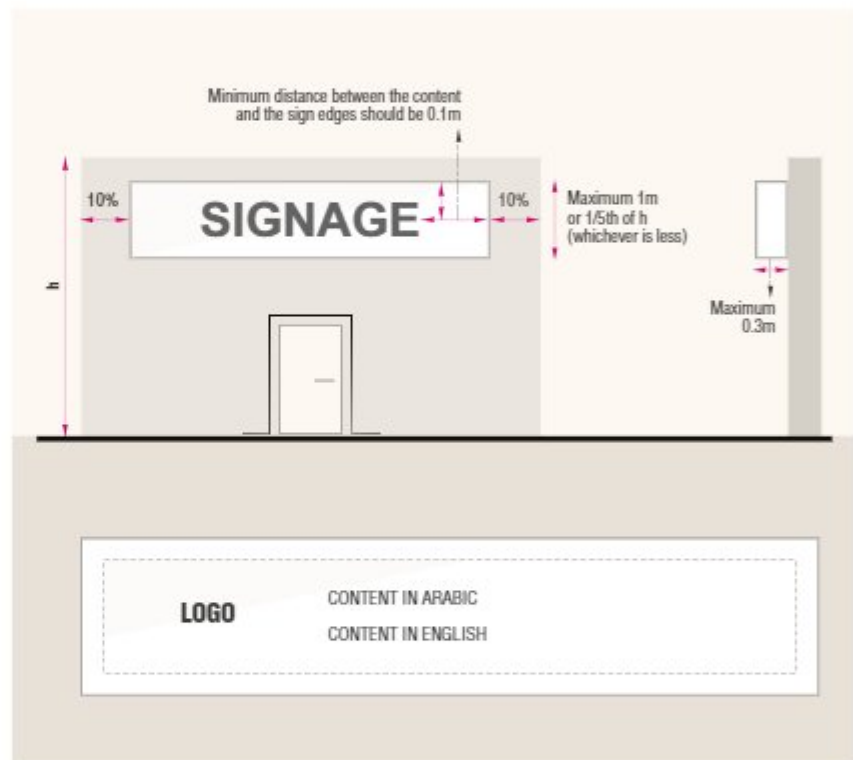 Minimum distance between the content
and the sign edges should be 0.1m
10%
SIGNAGE
10%
Maximum 1m
or 1/5th of h
(whichever is less)
h
Maximum
0.3m
LOGO
CONTENT IN ARABIC
CONTENT IN ENGLISH